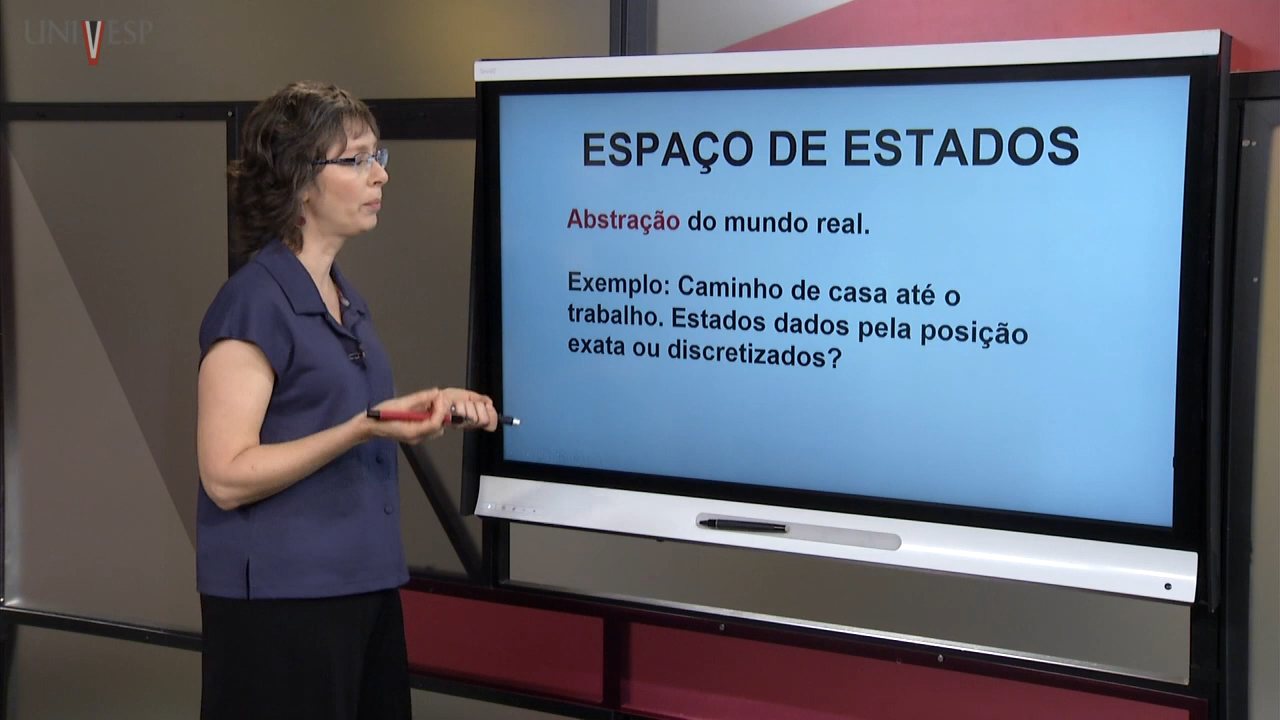 UNIVESP
ESPAÇO DE ESTADOS
Abstração do mundo real.
Exemplo: Caminho de casa até o
trabalho. Estados dados pela posição
exata ou discretizados?